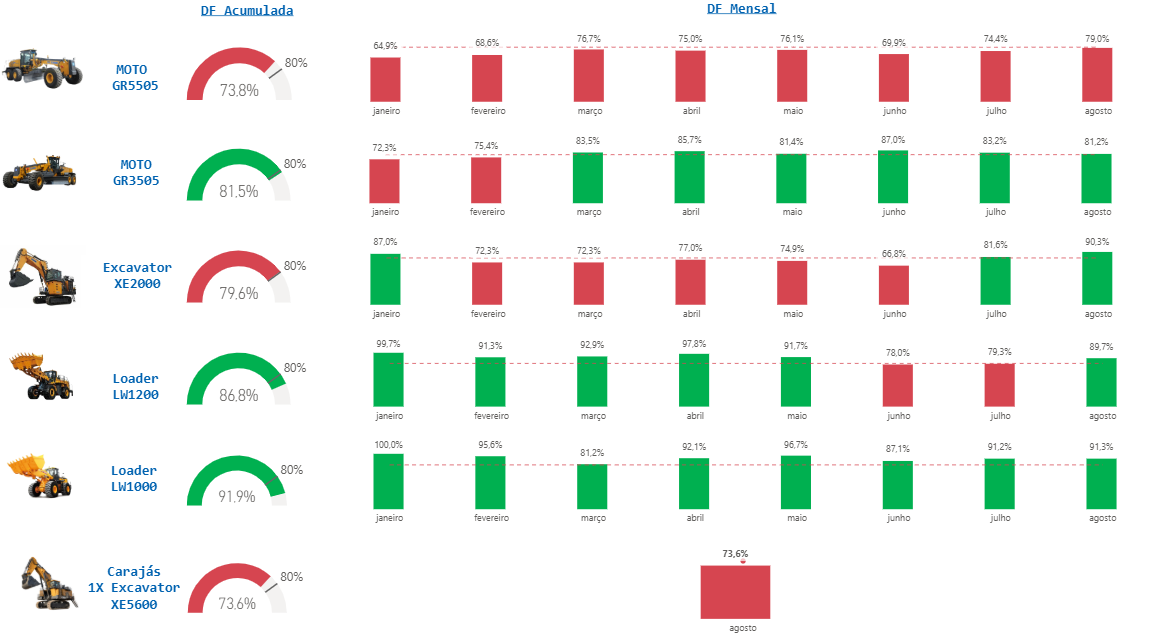 DF Acumulada
DF Mensal
MOTO
GR5505
80%
73,8%
64,9%
68,6%
76,7%
75,0%
76,1%
69,9%
74,4%
79,0%
janeiro
fevereiro
março
abril
maio
junho
julho
agosto
MOTO
GR3505
80%
81,5%
72,3%
75,4%
83,5%
85,7%
81,4%
87,0%
83,2%
81,2%
janeiro
fevereiro
março
abril
maio
junho
julho
agosto
Excavator
XE2000
80%
79,6%
87,0%
72,3%
72,3%
77,0%
74,9%
66,8%
81,6%
90,3%
janeiro
fevereiro
março
abril
maio
junho
julho
agosto
Loader
LW1200
80%
86,8%
99,7%
91,3%
92,9%
97,8%
91,7%
78,0%
79,3%
89,7%
janeiro
fevereiro
março
abril
maio
junho
julho
agosto
Loader
LW1000
80%
91,9%
100,0%
95,6%
81,2%
92,1%
96,7%
87,1%
91,2%
91,3%
janeiro
fevereiro
março
abril
maio
junho
julho
agosto
Carajás
1X Excavator
XE5600
80%
73,6%
73,6%
agosto